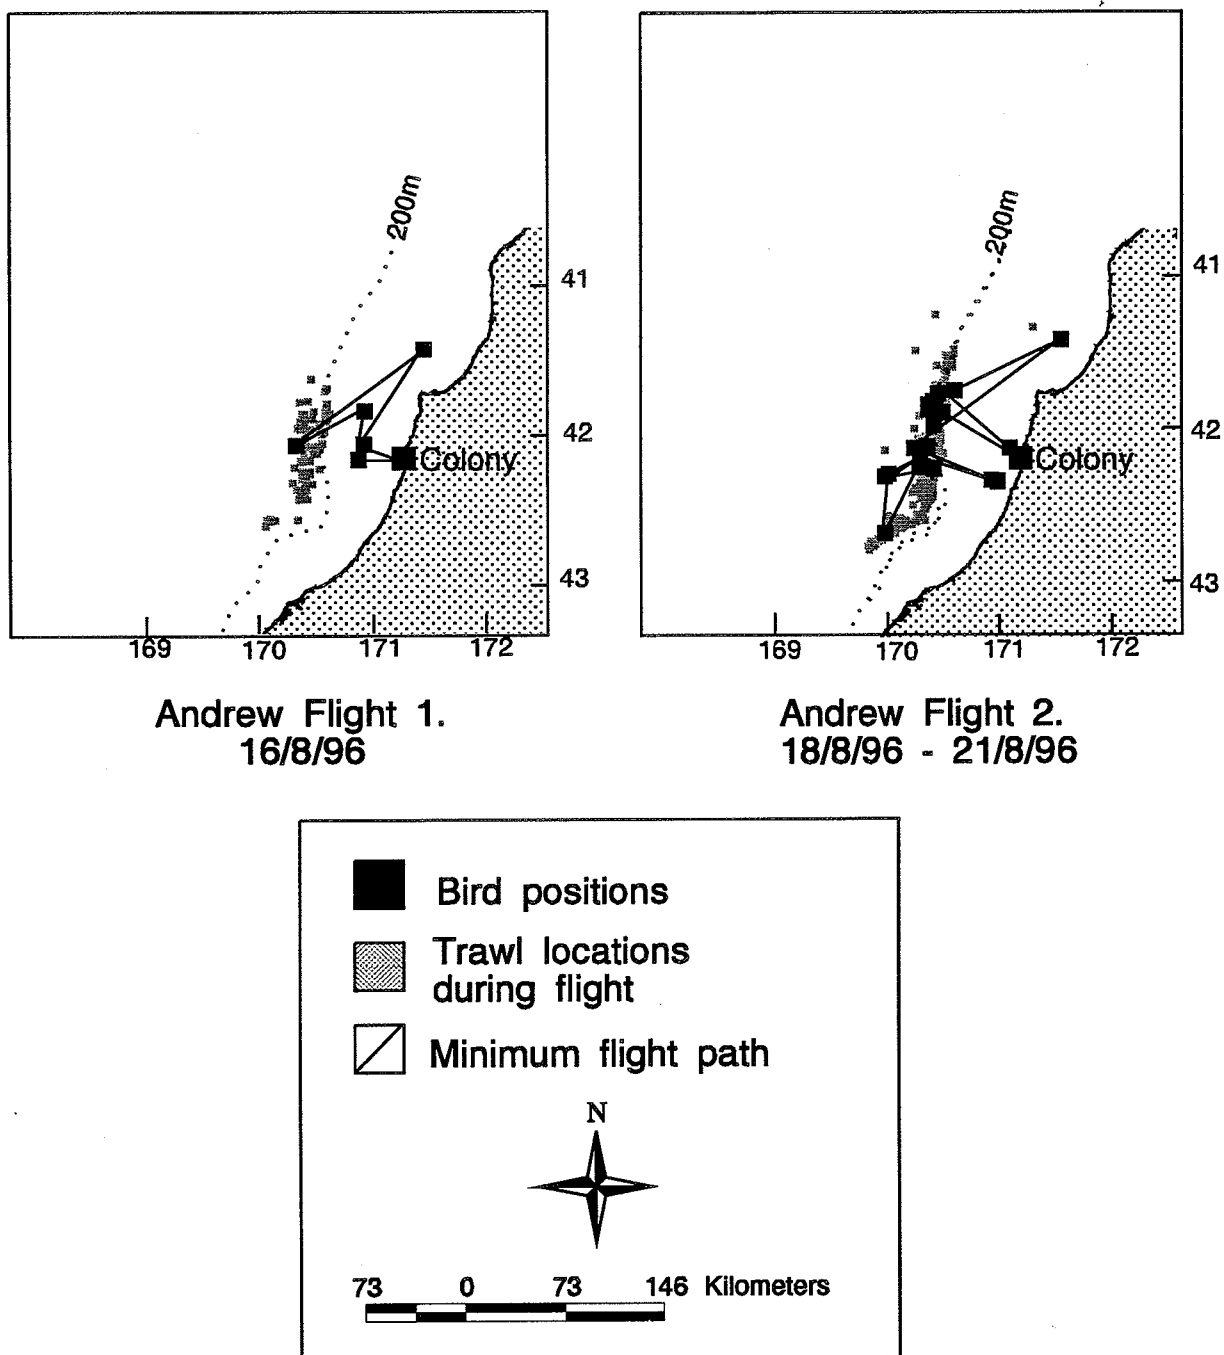 200m
41
42
Colony
43
169
170
171
172
Andrew Flight 1.
16/8/96
200m
41
42
Colony
43
169
170
171
172
Andrew Flight 2.
18/8/96 - 21/8/96
Bird positions
Trawl locations
during flight
Minimum flight path
N
73 0 73 146 Kilometers